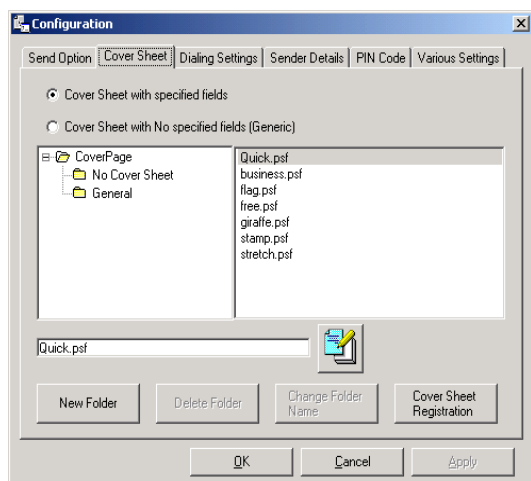 Configuration
Send Option Cover Sheet Dialing Settings Sender Details PIN Code Various Settings
Cover Sheet with specified fields
Cover Sheet with No specified fields (Generic)
CoverPage
No Cover Sheet
General
Quick.psf
business.psf
flag.psf
free.psf
giraffe.psf
stamp.psf
stretch.psf
Quick.psf
New Folder
Delete Folder
Change Folder
Name
Cover Sheet
Registration
OK Cancel Apply